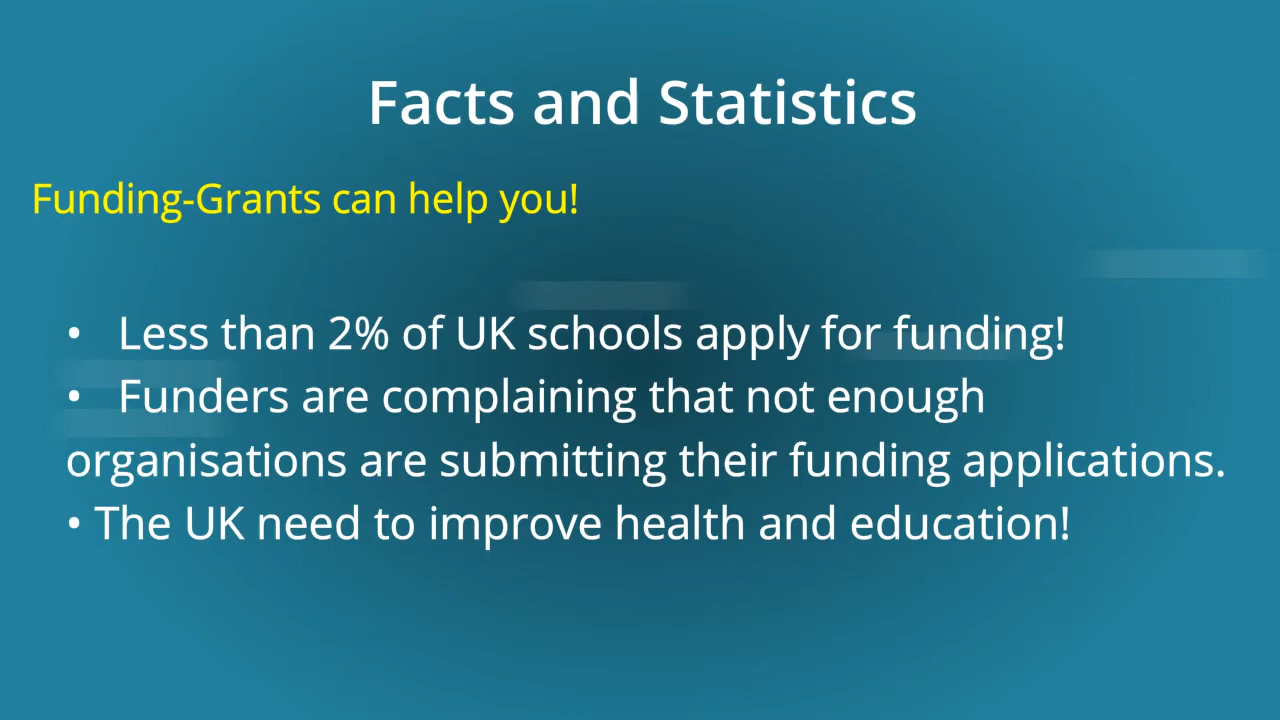 Facts and Statistics
Funding-Grants can help you!
• Less than 2% of UK schools apply for funding!
• Funders are complaining that not enough
organisations are submitting their funding applications.
• The UK need to improve health and education!